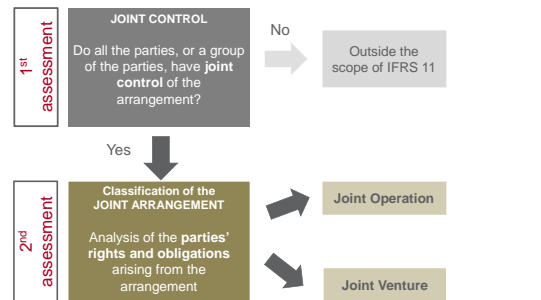 1st
assessment
JOINT CONTROL
Do all the parties, or a group
of the parties, have joint
control of the
arrangement?
No
Outside the
scope of IFRS 11
Yes
2nd
assessment
Classification of the
JOINT ARRANGEMENT
Analysis of the parties'
rights and obligations
arising from the
arrangement
Joint Operation
Joint Venture